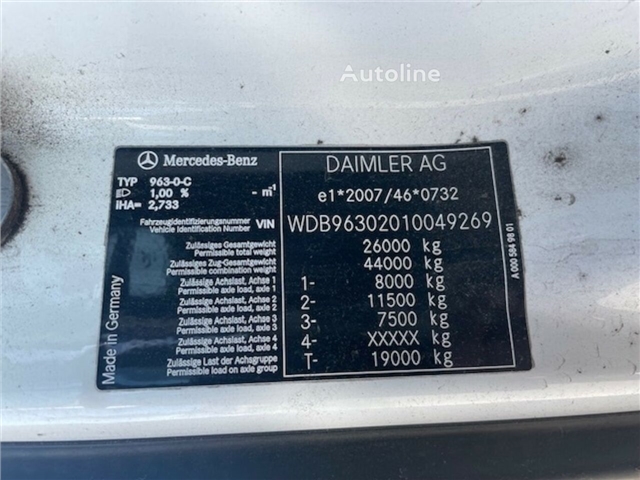 Autoline
Mercedes-Benz
TYP 963-0-C
1,00 % - m⁻¹
IHA= 2,733
Fahrzeugidentifizierungsnummer
Vehicle Identification Number VIN
Zulässiges Gesamtgewicht
Permissible total weight
Zulässiges Zug-Gesamtgewicht
Permissible combination weight
Zulässige Achslast, Achse 1
Permissible axle load, axle 1
Zulässige Achslast, Achse 2
Permissible axle load, axle 2
Zulässige Achslast, Achse 3
Permissible axle load, axle 3
Zulässige Achslast, Achse 4
Permissible axle load, axle 4
Zulässige Last der Achsgruppe
Permissible load on axle group
Made in Germany
DAIMLER AG
e1*2007/46*0732
WDB96302010049269
26000 kg
44000 kg
1- 8000 kg
2- 11500 kg
3- 7500 kg
4- XXXXX kg
T- 19000 kg
A 000 584 98 01